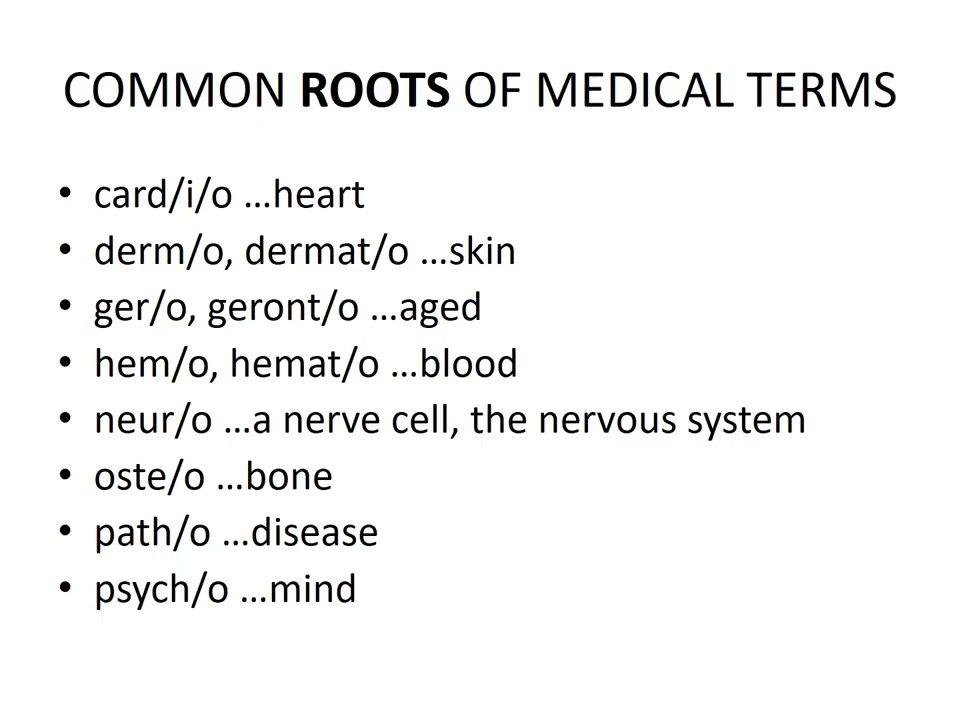 COMMON ROOTS OF MEDICAL TERMS
• card/i/o …heart
• derm/o, dermat/o …skin
• ger/o, geront/o …aged
• hem/o, hemat/o …blood
• neur/o …a nerve cell, the nervous system
• oste/o …bone
• path/o …disease
• psych/o …mind